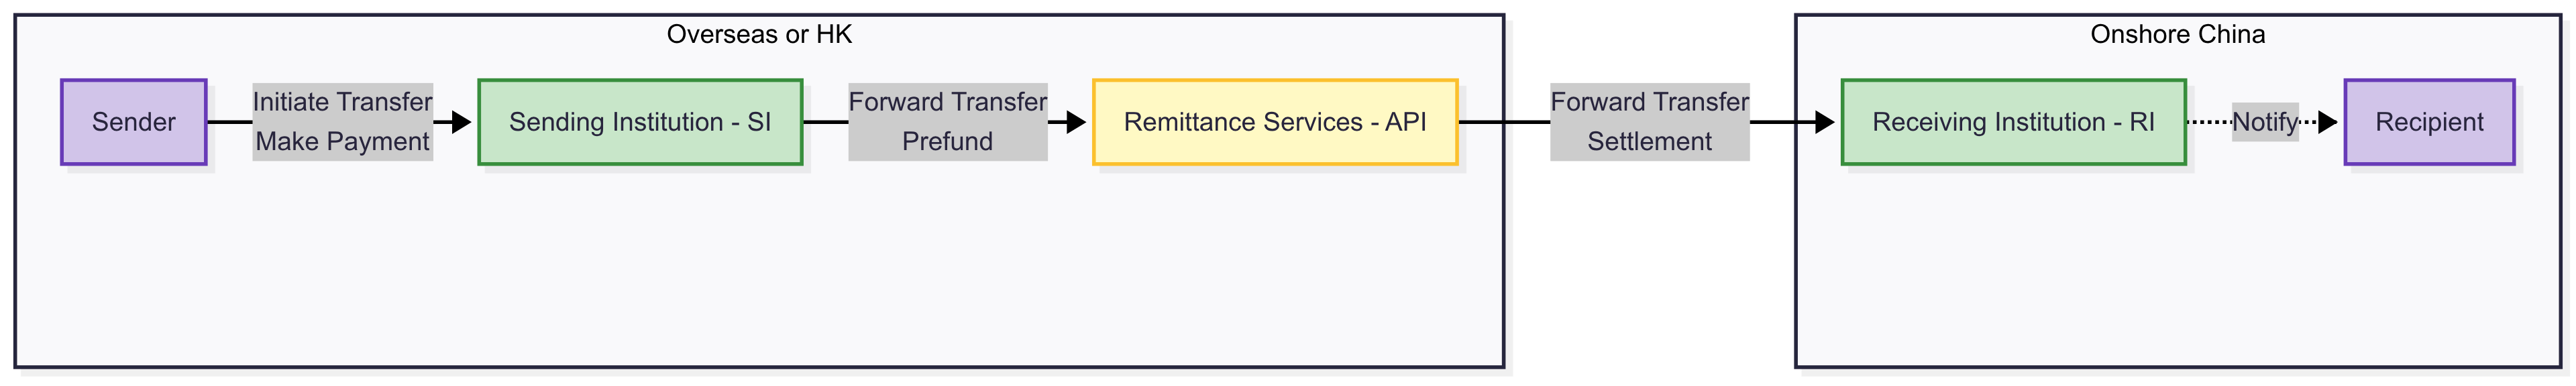 Overseas or HK
Sender
Initiate Transfer
Make Payment
Sending Institution - SI
Forward Transfer
Prefund
Remittance Services - API
Forward Transfer
Settlement
Onshore China
Receiving Institution - RI
Notify
Recipient